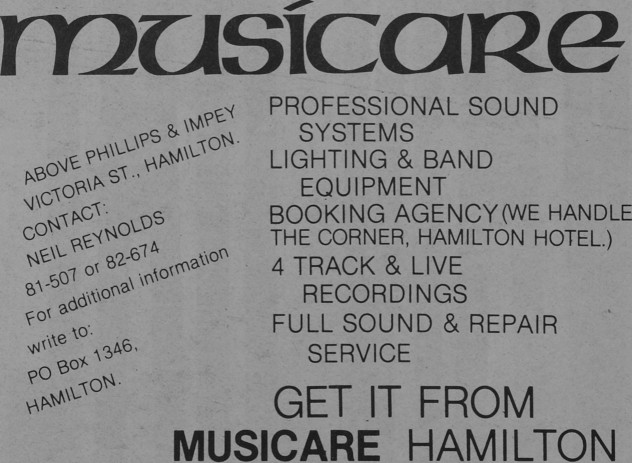 musicare
ABOVE PHILLIPS & IMPEY
VICTORIA ST., HAMILTON.
CONTACT:
NEIL REYNOLDS
81-507 or 82-674
For additional information
write to:
PO Box 1346,
HAMILTON.
PROFESSIONAL SOUND
SYSTEMS
LIGHTING & BAND
EQUIPMENT
BOOKING AGENCY (WE HANDLE
THE CORNER, HAMILTON HOTEL.)
4 TRACK & LIVE
RECORDINGS
FULL SOUND & REPAIR
SERVICE
GET IT FROM
MUSICARE HAMILTON